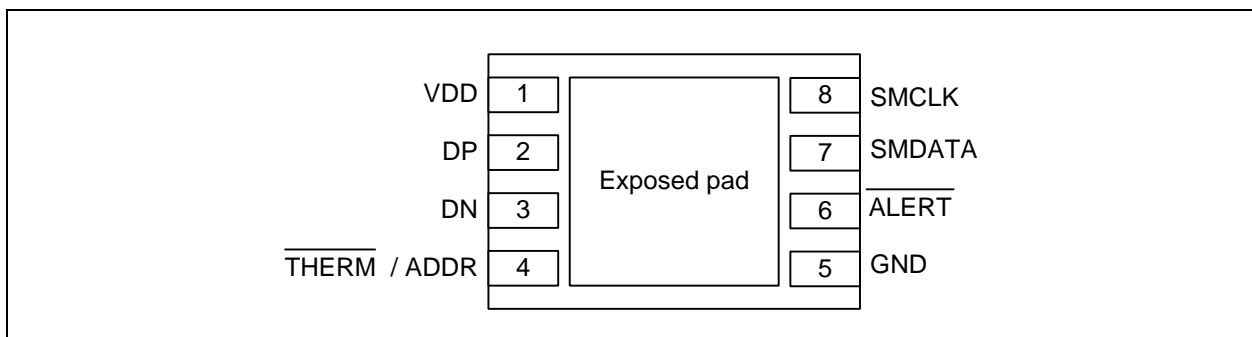 VDD 1
DP 2
DN 3
THERM / ADDR 4
Exposed pad
8 SMCLK
7 SMDATA
6 ALERT
5 GND